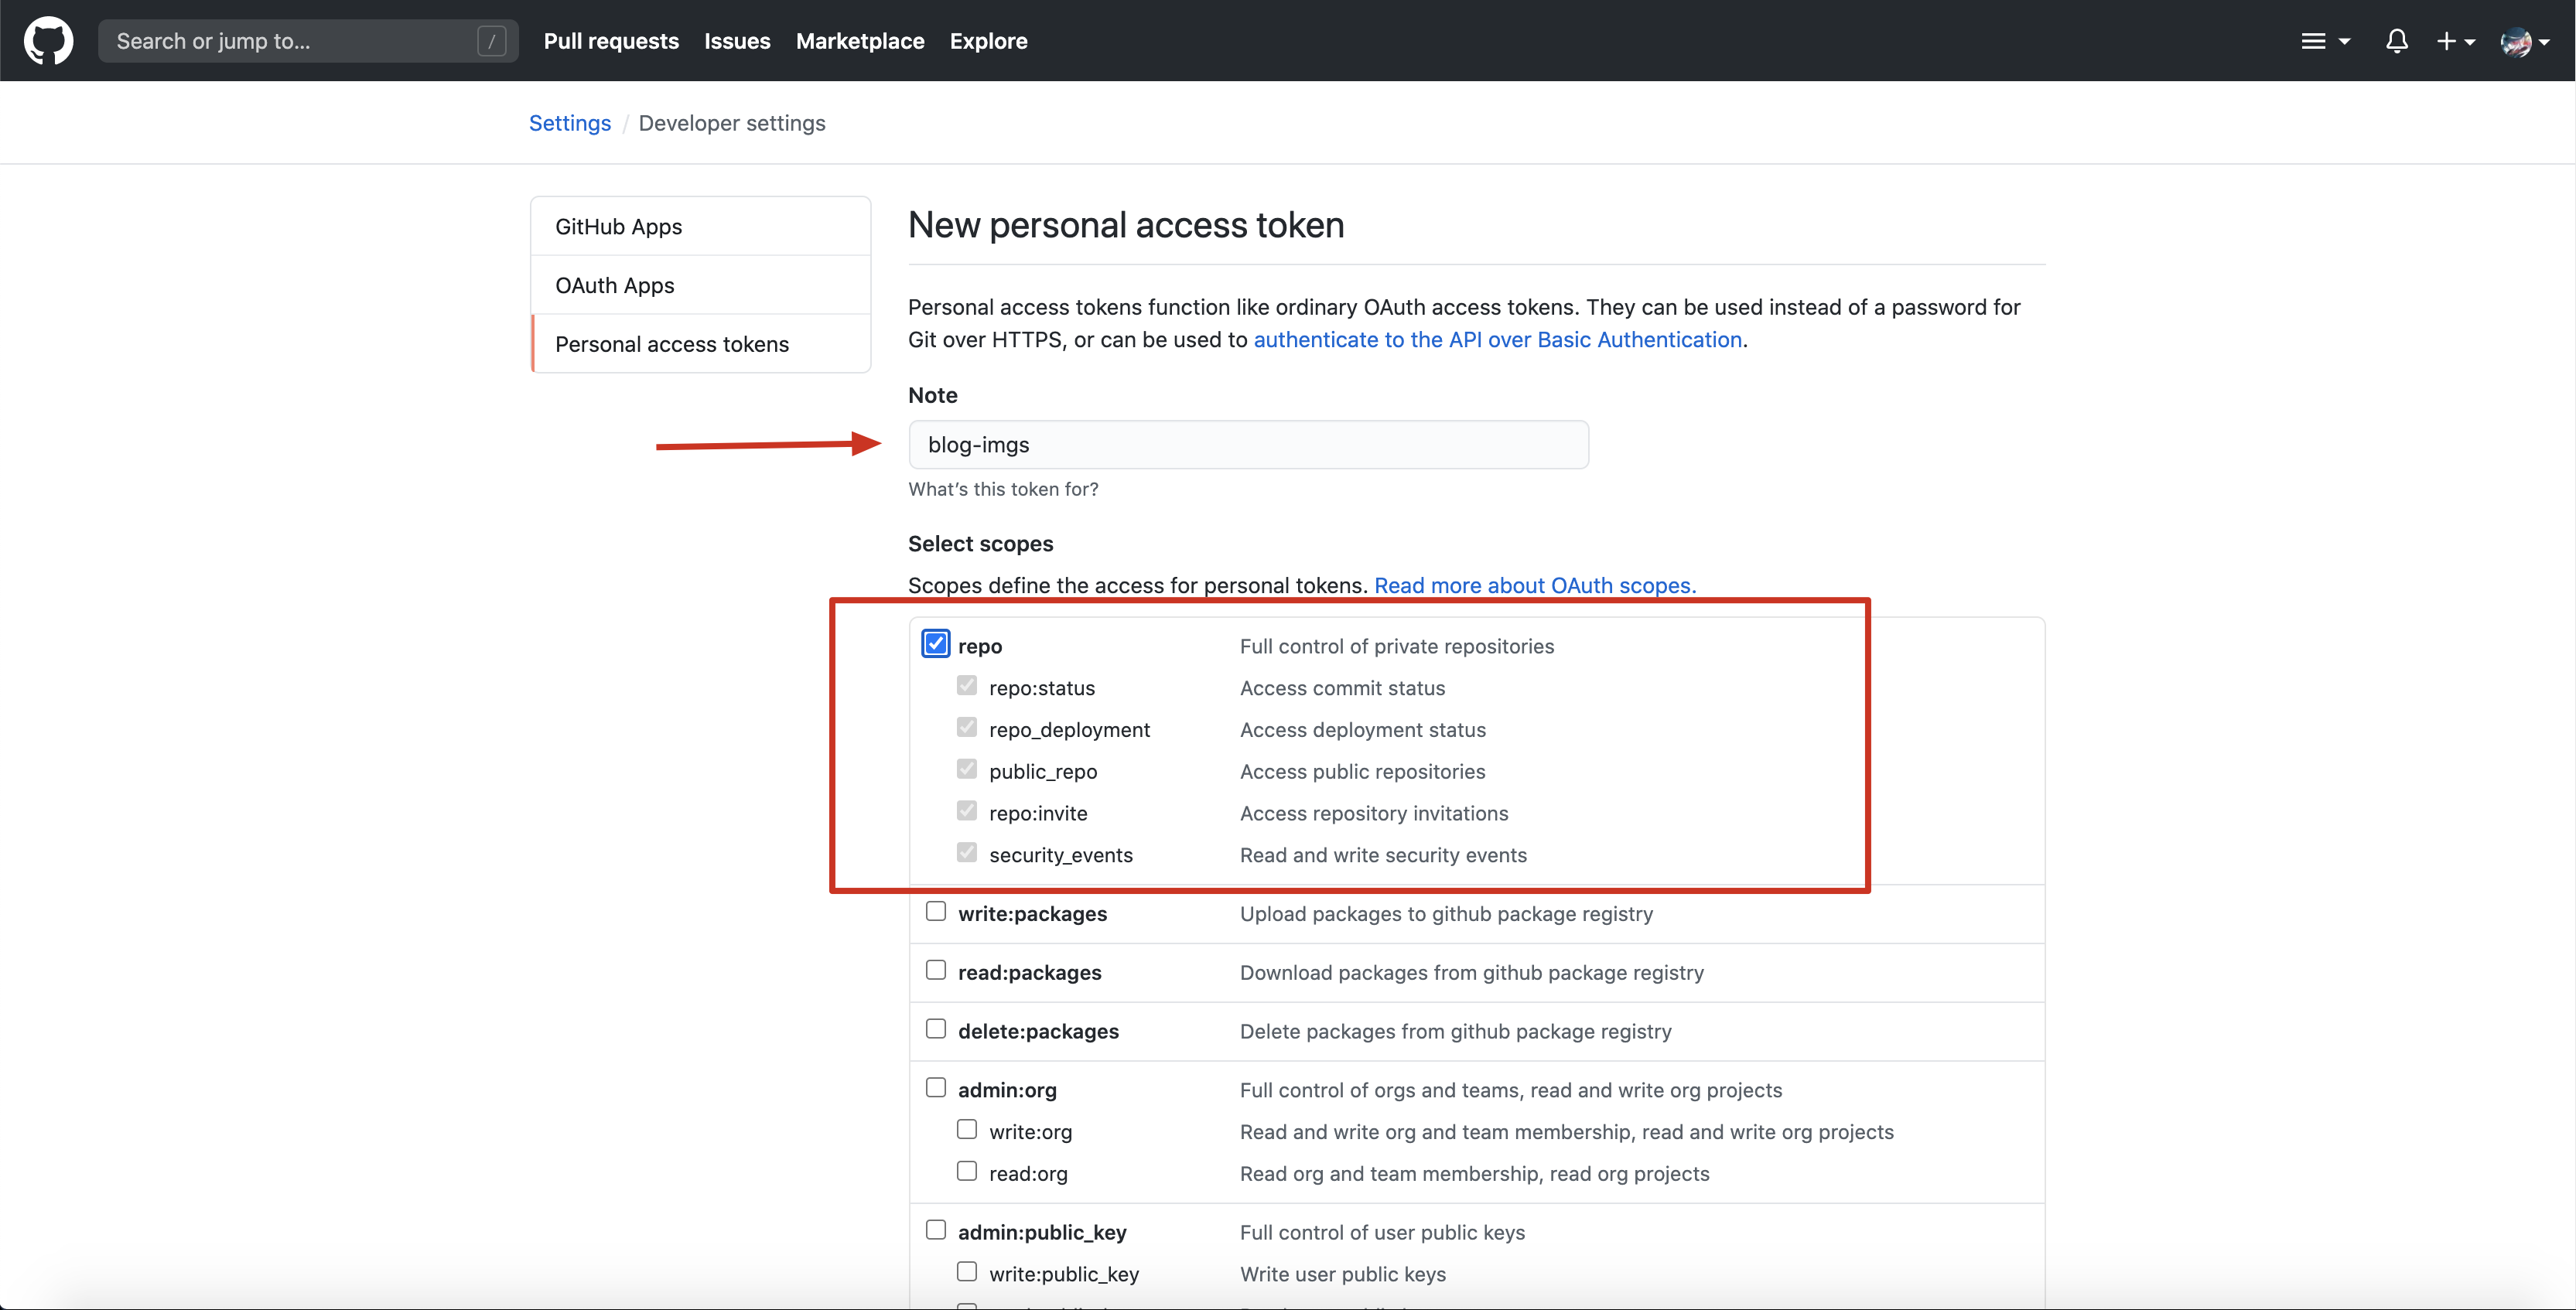 Search or jump to... /
Pull requests Issues Marketplace Explore
Settings / Developer settings
GitHub Apps
OAuth Apps
Personal access tokens
New personal access token
Personal access tokens function like ordinary OAuth access tokens. They can be used instead of a password for
Git over HTTPS, or can be used to authenticate to the API over Basic Authentication.
Note
blog-imgs
What's this token for?
Select scopes
Scopes define the access for personal tokens. Read more about OAuth scopes.
repo Full control of private repositories
repo:status Access commit status
repo_deployment Access deployment status
public_repo Access public repositories
repo:invite Access repository invitations
security_events Read and write security events
write:packages Upload packages to github package registry
read:packages Download packages from github package registry
delete:packages Delete packages from github package registry
admin:org Full control of orgs and teams, read and write org projects
write:org Read and write org and team membership, read and write org projects
read:org Read org and team membership, read org projects
admin:public_key Full control of user public keys
write:public_key Write user public keys